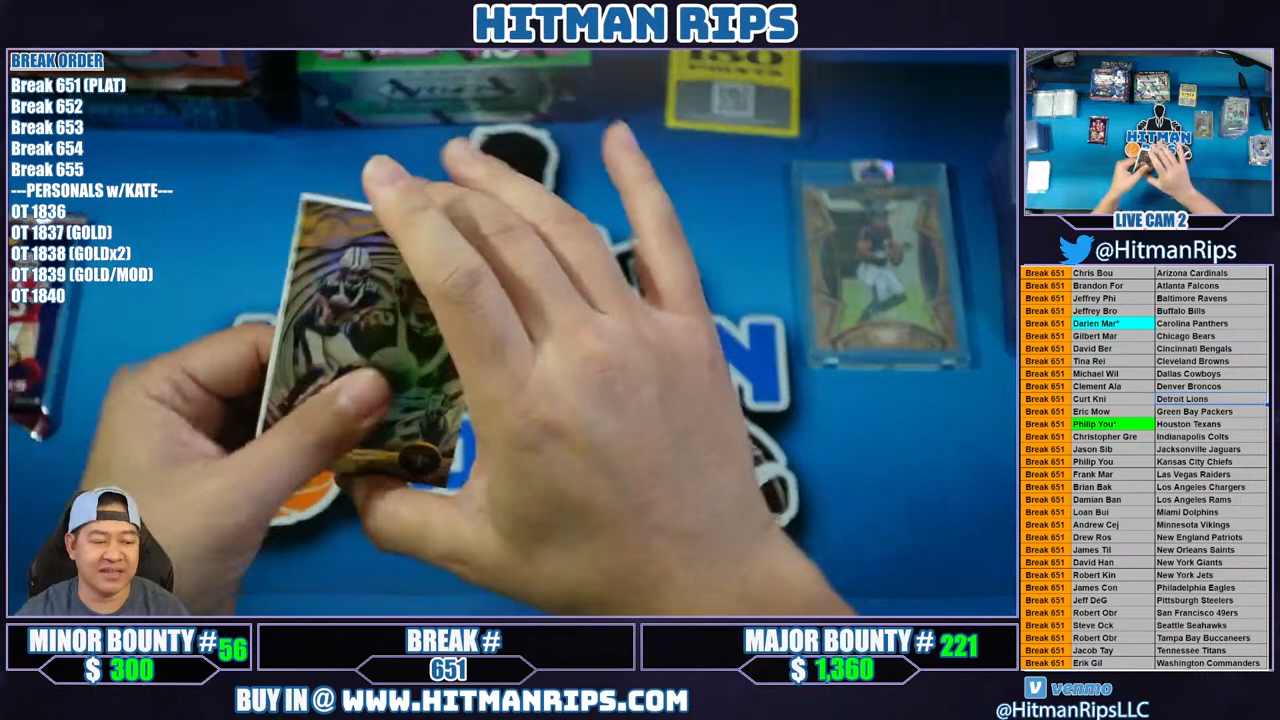 HITMAN RIPS
BREAK ORDER
Break 651 (PLAT)
Break 652
Break 653
Break 654
Break 655
---PERSONALS w/KATE---
OT 1836
OT 1837 (GOLD)
OT 1838 (GOLDx2)
OT 1839 (GOLD/MOD)
OT 1840
HITMAN
LIVE CAM 2
@HitmanRips
Break 651 Chris Bou Arizona Cardinals
Break 651 Brandon For Atlanta Falcons
Break 651 Jeffrey Phi Baltimore Ravens
Break 651 Jeffrey Bro Buffalo Bills
Break 651 Darien Mar* Carolina Panthers
Break 651 Gilbert Mar Chicago Bears
Break 651 David Ber Cincinnati Bengals
Break 651 Tina Rei Cleveland Browns
Break 651 Michael Wil Dallas Cowboys
Break 651 Clement Ala Denver Broncos
Break 651 Curt Kni Detroit Lions
Break 651 Eric Mow Green Bay Packers
Break 651 Philip You* Houston Texans
Break 651 Christopher Gre Indianapolis Colts
Break 651 Jason Sib Jacksonville Jaguars
Break 651 Philip You Kansas City Chiefs
Break 651 Frank Mar Las Vegas Raiders
Break 651 Brian Bak Los Angeles Chargers
Break 651 Damian Ban Los Angeles Rams
Break 651 Loan Bui Miami Dolphins
Break 651 Andrew Cej Minnesota Vikings
Break 651 Drew Ros New England Patriots
Break 651 James Til New Orleans Saints
Break 651 David Han New York Giants
Break 651 Robert Kin New York Jets
Break 651 James Con Philadelphia Eagles
Break 651 Jeff DeG Pittsburgh Steelers
Break 651 Robert Obr San Francisco 49ers
Break 651 Steve Ock Seattle Seahawks
Break 651 Robert Obr Tampa Bay Buccaneers
Break 651 Jacob Tay Tennessee Titans
Break 651 Erik Gil Washington Commanders
MINOR BOUNTY # 56
$ 300
BREAK #
651
MAJOR BOUNTY # 221
$ 1,360
BUY IN @ WWW.HITMANRIPS.COM
venmo
@HitmanRipsLLC